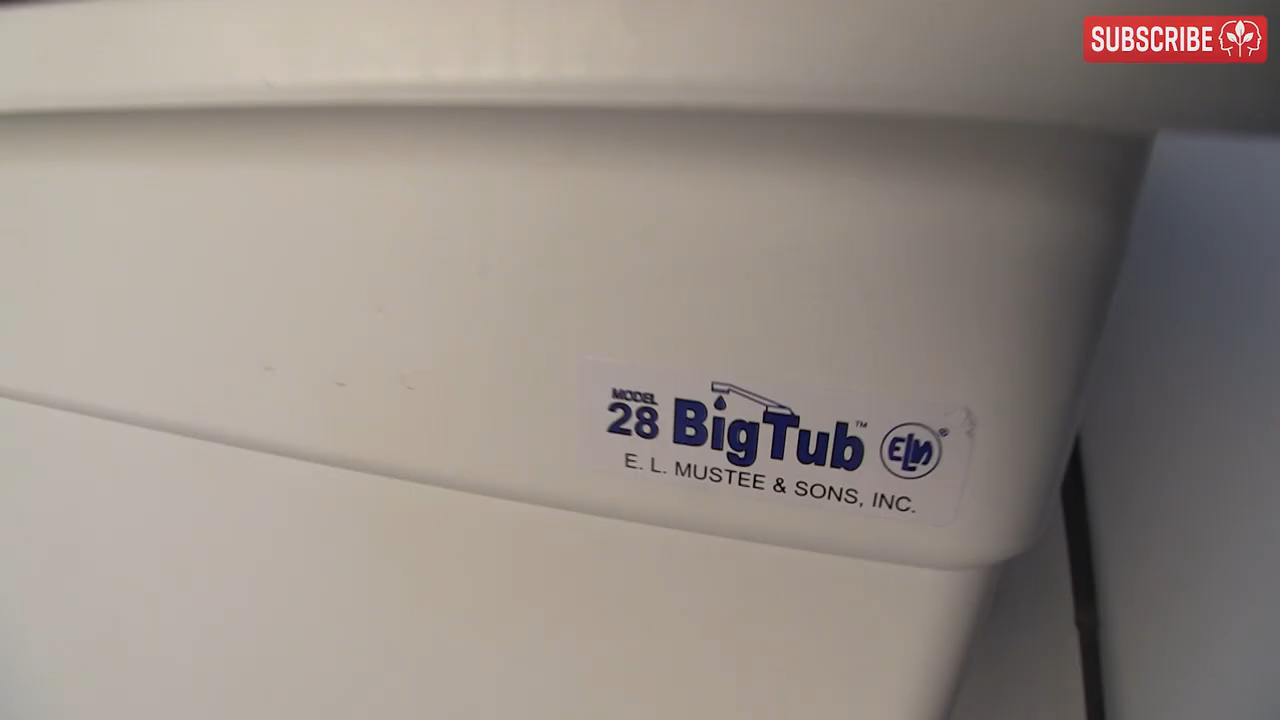 SUBSCRIBE
MODEL
28 BigTub™ ELM®
E. L. MUSTEE & SONS, INC.